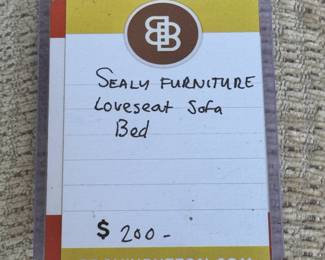 SEALY FURNITURE
Loveseat Sofa
Bed
$ 200-